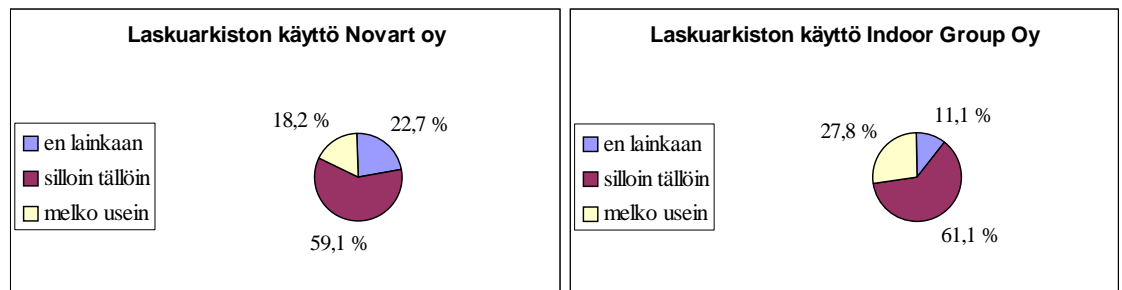 Laskuarkiston käyttö Novart oy
18,2 %
22,7 %
en lainkaan
silloin tällöin
melko usein
59,1 %
Laskuarkiston käyttö Indoor Group Oy
27,8 %
11,1 %
en lainkaan
silloin tällöin
melko usein
61,1 %